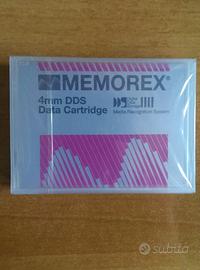 MEMOREX®
4mm DDS
Data Cartridge
Media Recognition System
subito